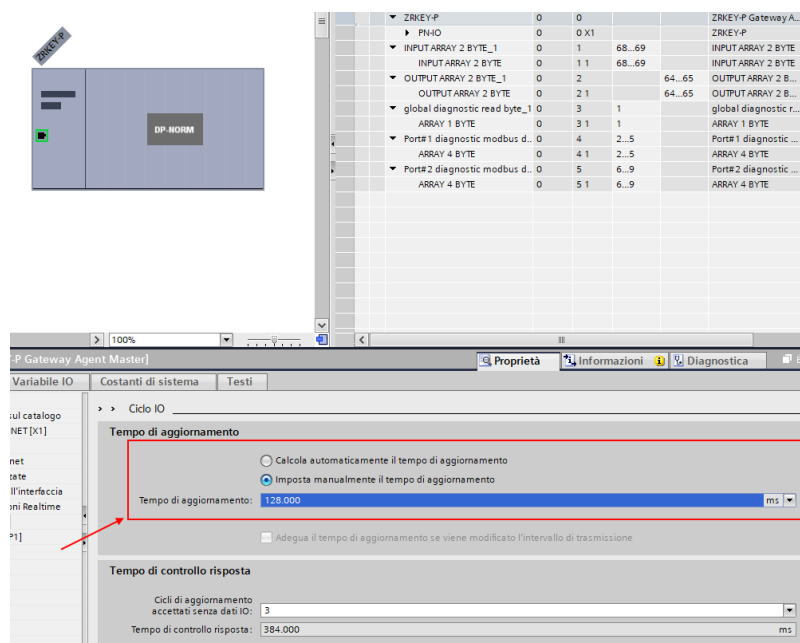 ZRKEY-P
DP-NORM
100%
ZRKEY-P 0 0 ZRKEY-P Gateway A...
PN-IO 0 0 X1 ZRKEY-P
INPUT ARRAY 2 BYTE_1 0 1 68...69 INPUT ARRAY 2 BYTE
INPUT ARRAY 2 BYTE 0 1 1 68...69 INPUT ARRAY 2 BYTE
OUTPUT ARRAY 2 BYTE_1 0 2 64...65 OUTPUT ARRAY 2 B...
OUTPUT ARRAY 2 BYTE 0 2 1 64...65 OUTPUT ARRAY 2 B...
global diagnostic read byte_1 0 3 1 global diagnostic r...
ARRAY 1 BYTE 0 3 1 1 ARRAY 1 BYTE
Port#1 diagnostic modbus d... 0 4 2...5 Port#1 diagnostic ...
ARRAY 4 BYTE 0 4 1 2...5 ARRAY 4 BYTE
Port#2 diagnostic modbus d... 0 5 6...9 Port#2 diagnostic ...
ARRAY 4 BYTE 0 5 1 6...9 ARRAY 4 BYTE
-P Gateway Agent Master]
Proprietà Informazioni Diagnostica
Variabile IO Costanti di sistema Testi
sul catalogo
NET [X1]
net
tate
ll'interfaccia
oni Realtime
P1]
> > Ciclo IO
Tempo di aggiornamento
Calcola automaticamente il tempo di aggiornamento
Imposta manualmente il tempo di aggiornamento
Tempo di aggiornamento: 128.000 ms
Adegua il tempo di aggiornamento se viene modificato l'intervallo di trasmissione
Tempo di controllo risposta
Cicli di aggiornamento
accettati senza dati IO: 3
Tempo di controllo risposta: 384.000 ms